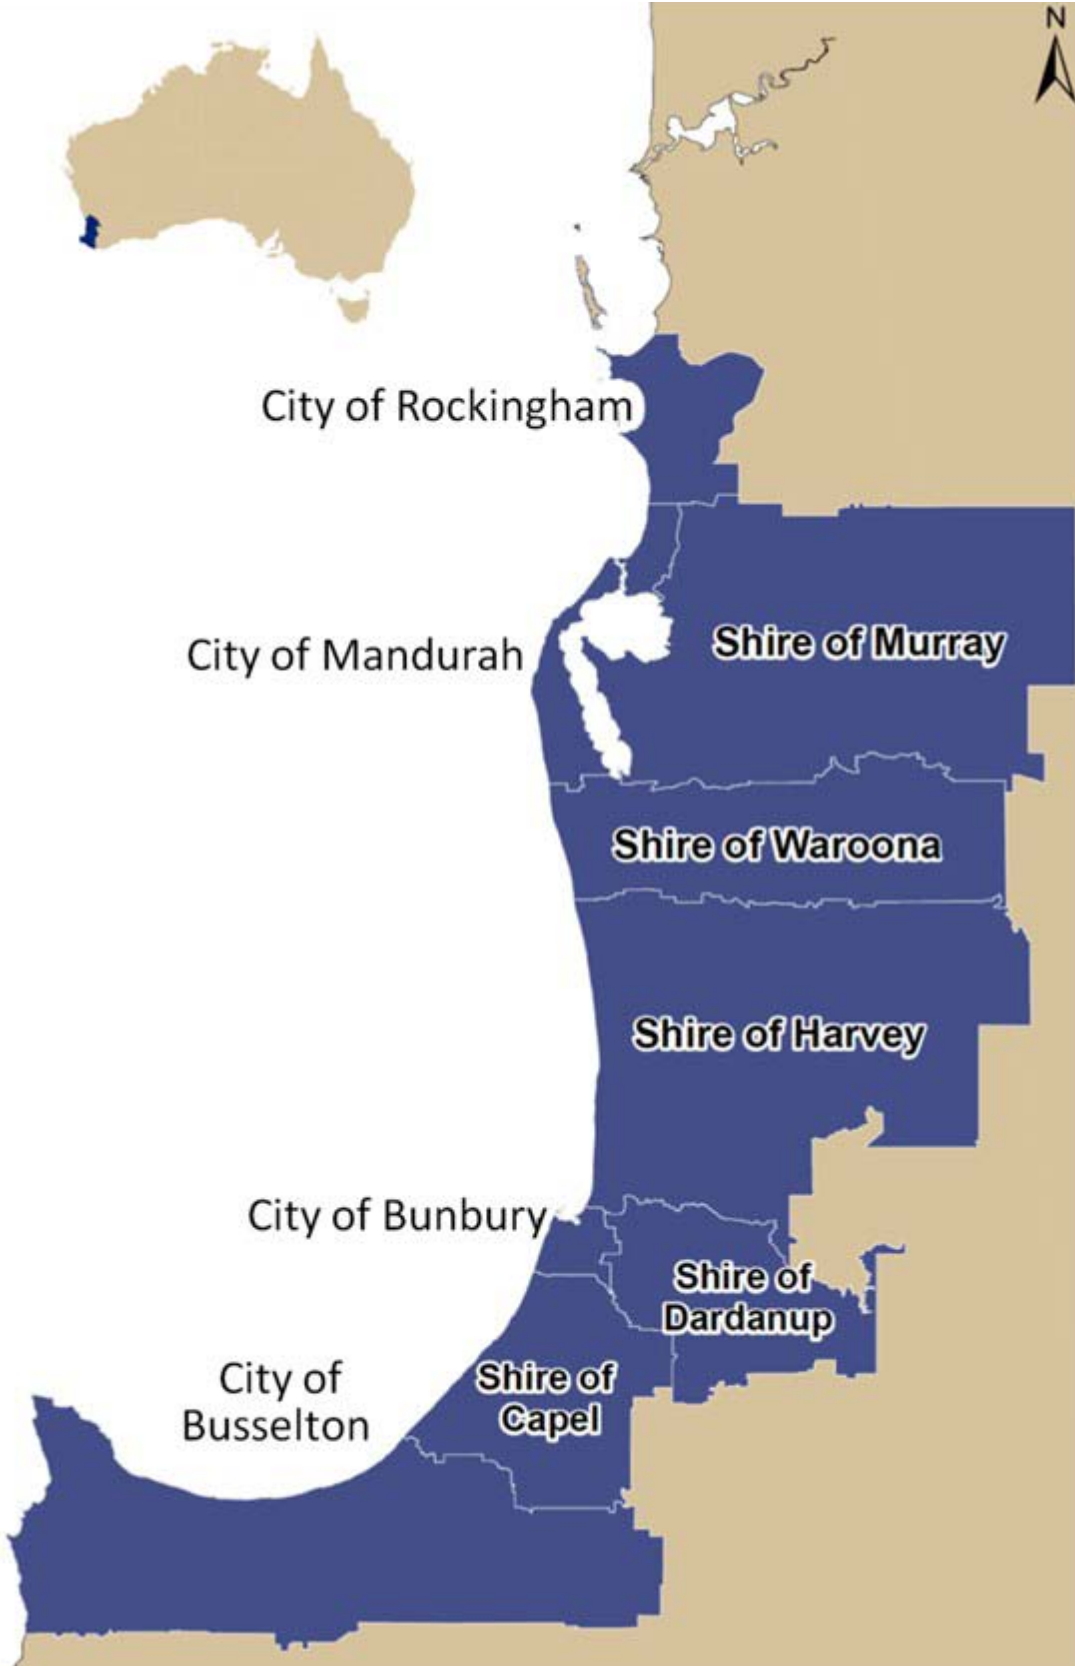 N
City of Rockingham
Shire of Murray
City of Mandurah
Shire of Waroona
Shire of Harvey
City of Bunbury
Shire of
Dardanup
City of
Busselton
Shire of
Capel